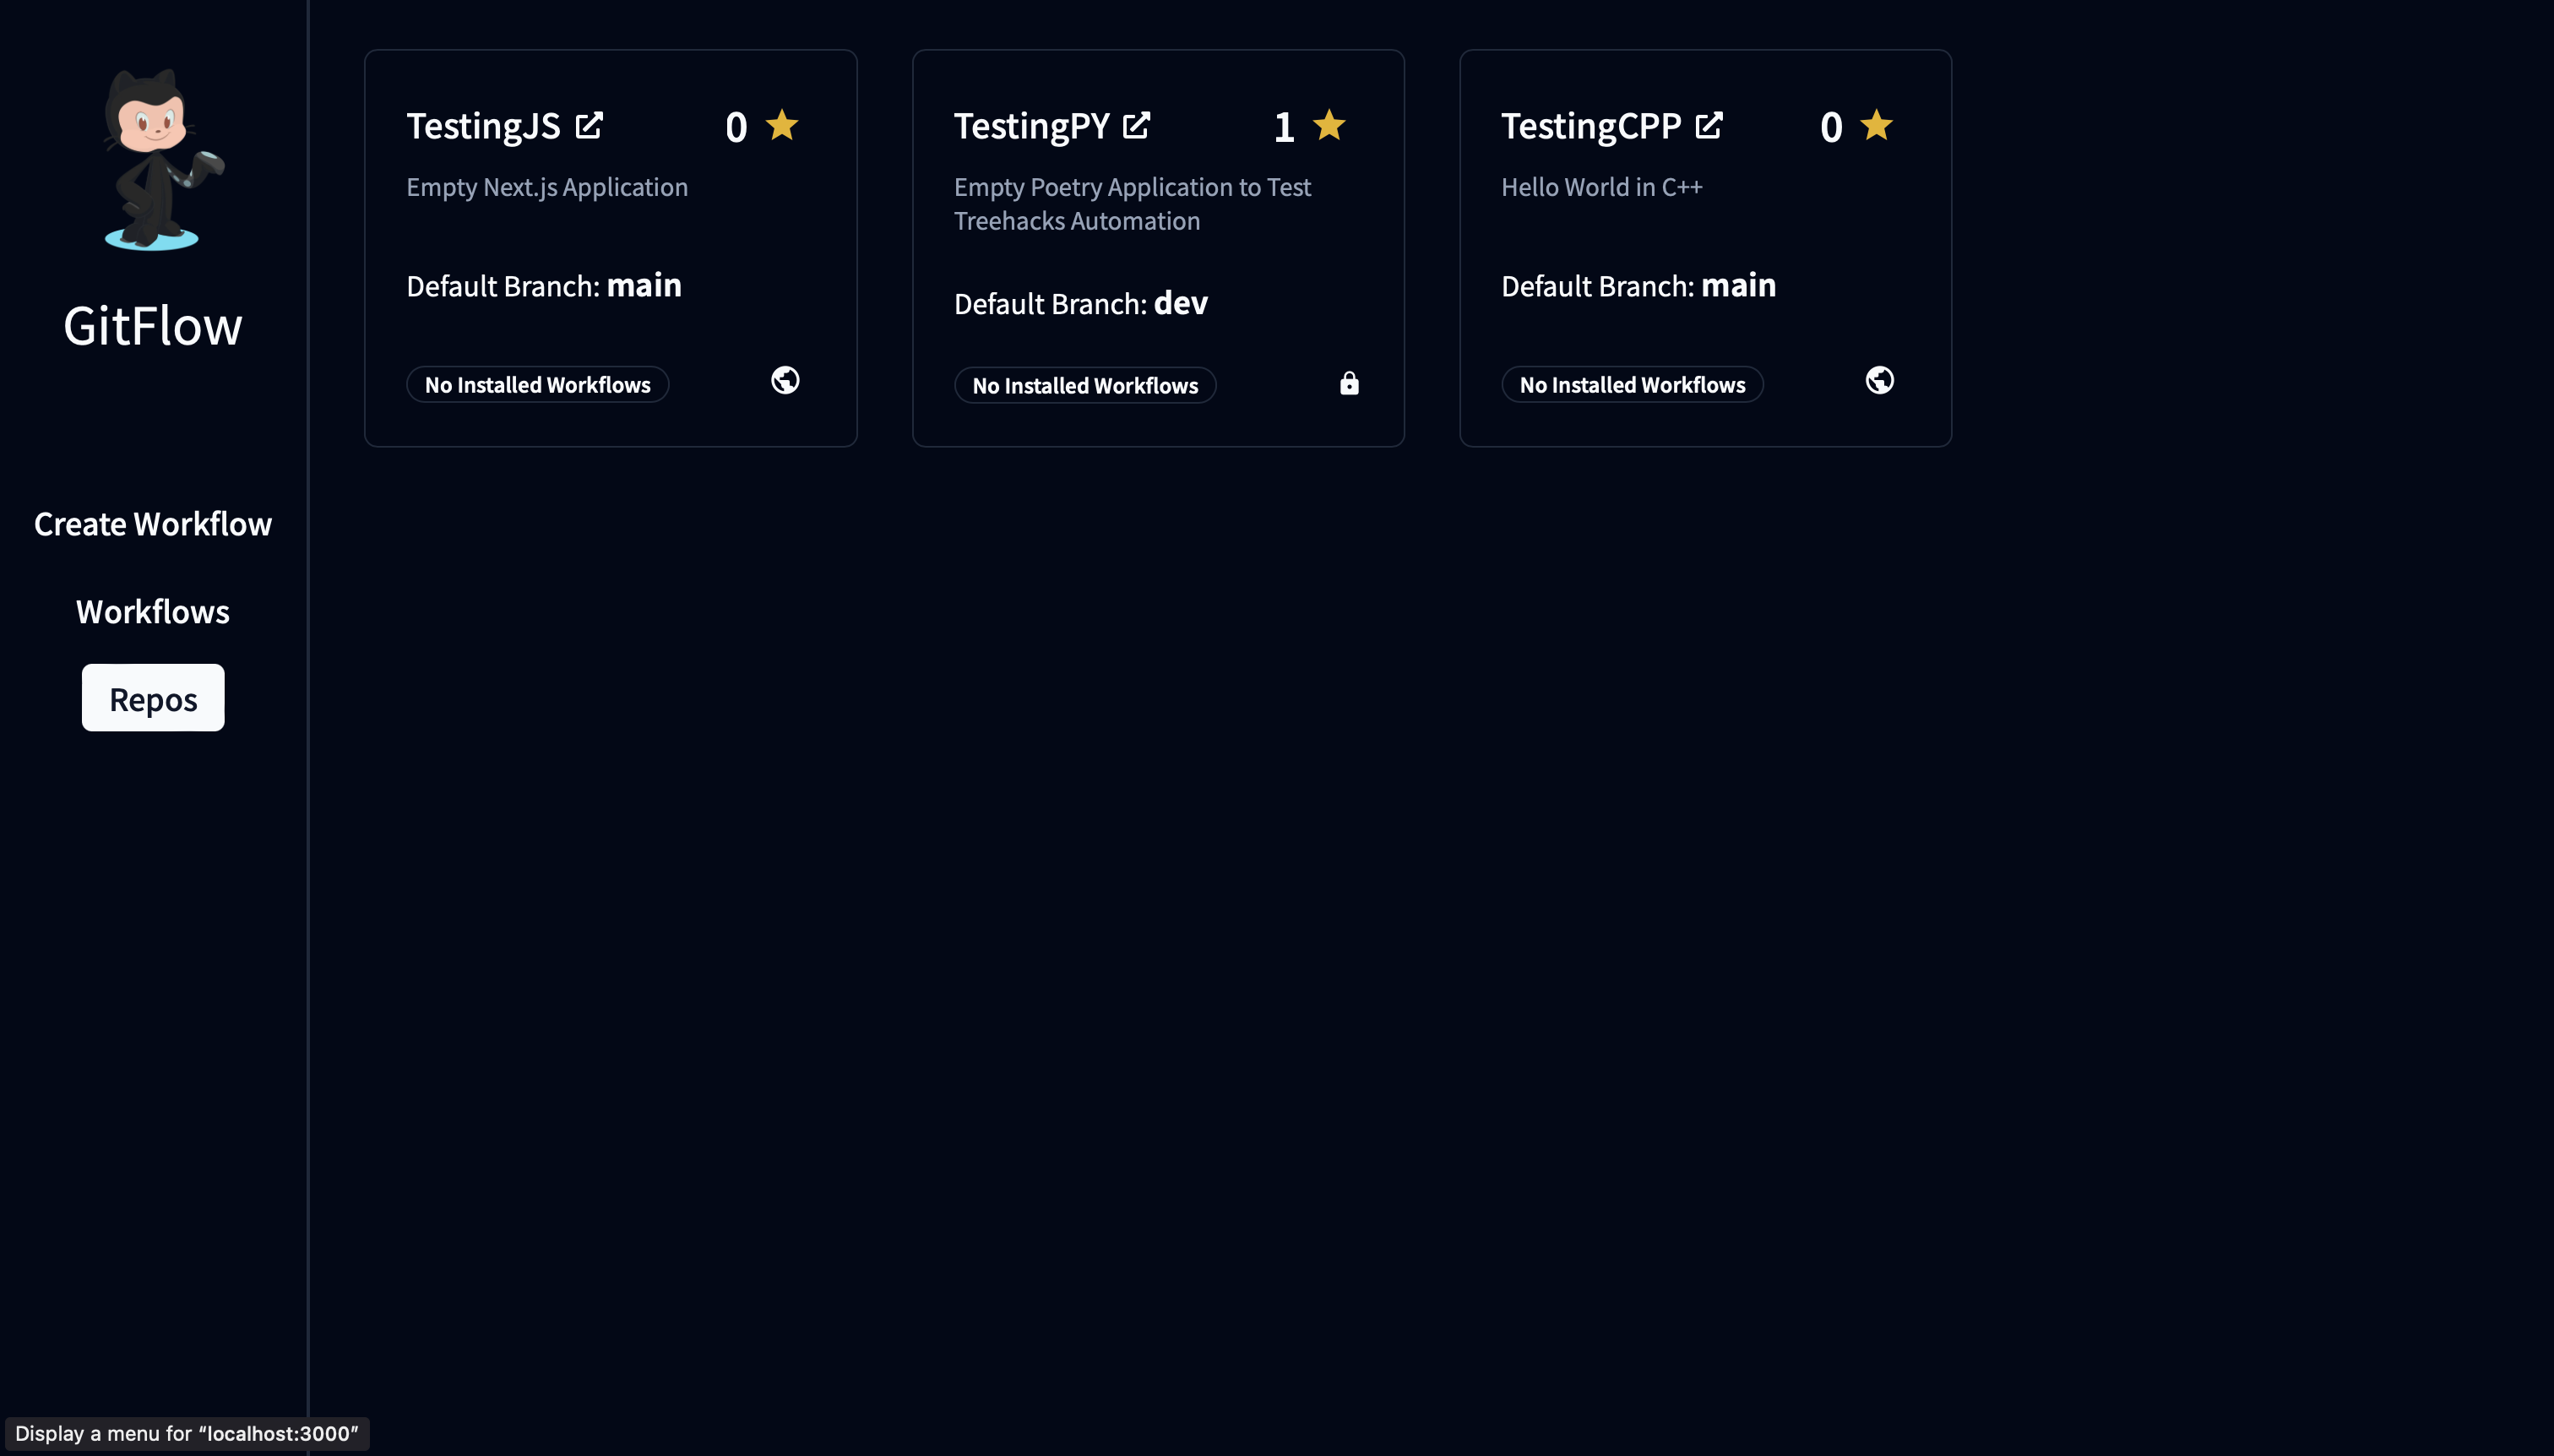 GitFlow
Create Workflow
Workflows
Repos
TestingJS
0
Empty Next.js Application
Default Branch: main
No Installed Workflows
TestingPY
1
Empty Poetry Application to Test
Treehacks Automation
Default Branch: dev
No Installed Workflows
TestingCPP
0
Hello World in C++
Default Branch: main
No Installed Workflows
Display a menu for “localhost:3000”